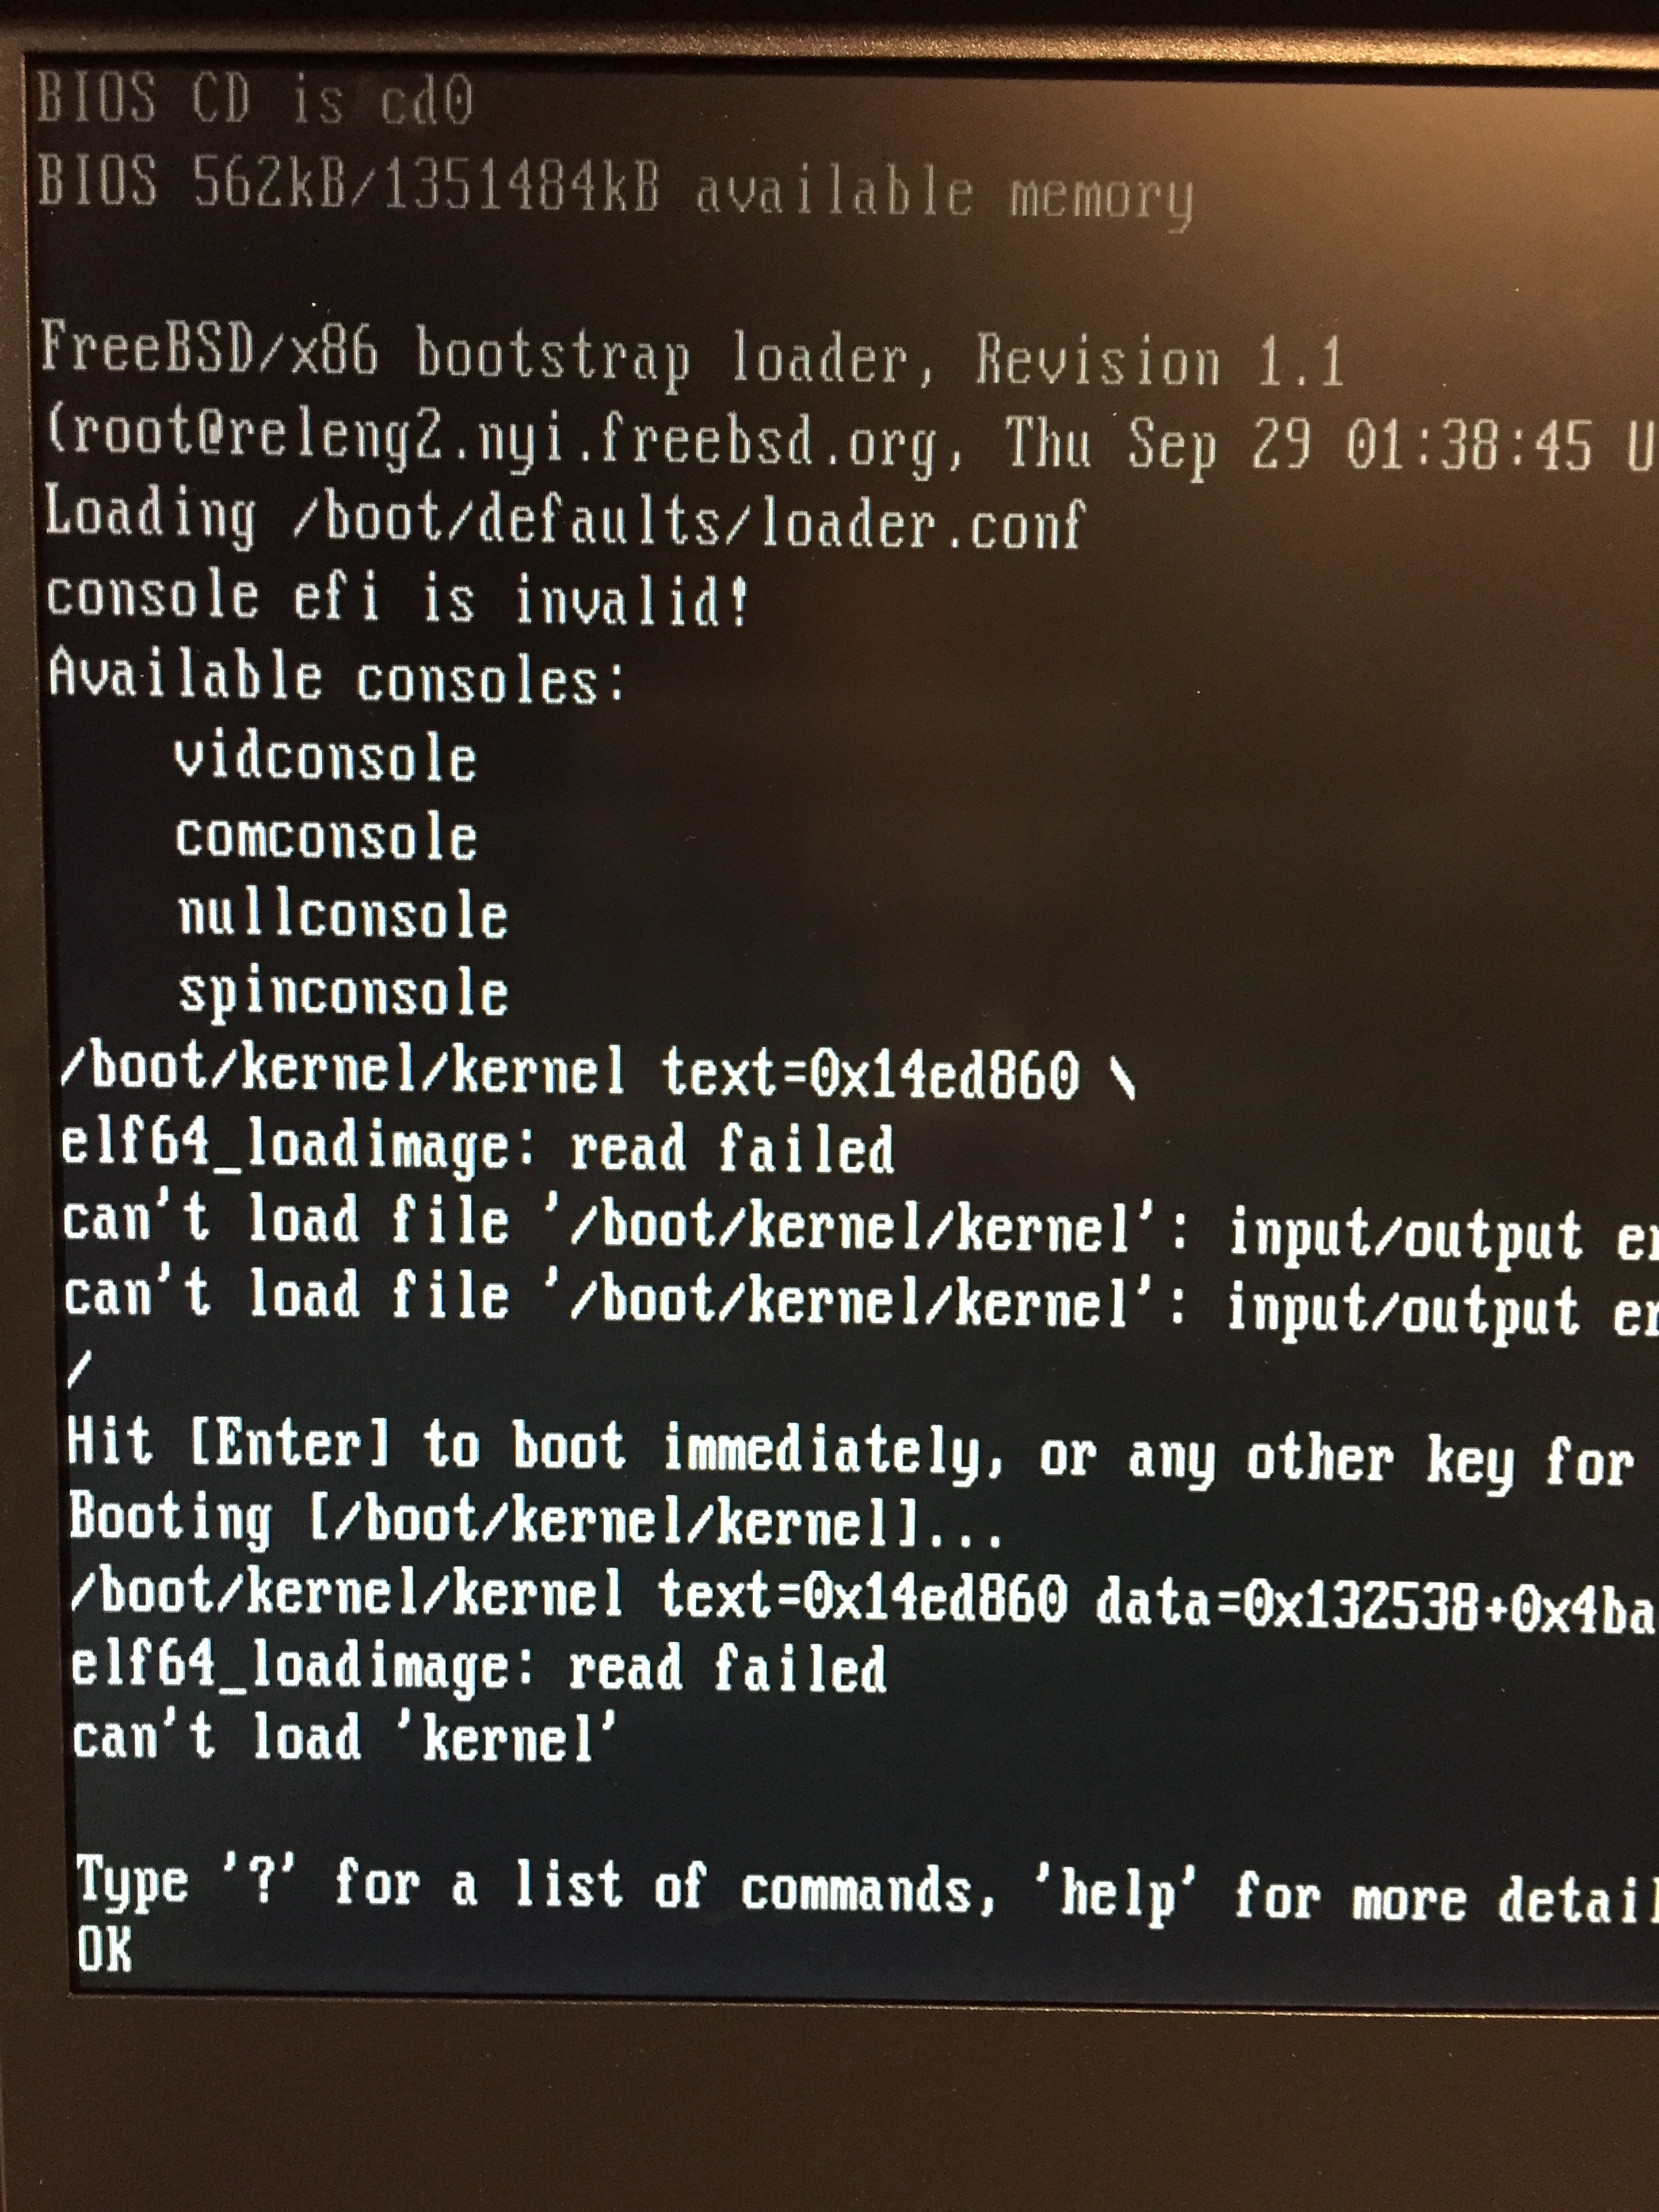 BIOS CD is cd0
BIOS 562kB/1351484kB available memory
FreeBSD/x86 bootstrap loader, Revision 1.1
(root@releng2.nyi.freebsd.org, Thu Sep 29 01:38:45 U
Loading /boot/defaults/loader.conf
console efi is invalid!
Available consoles:
    vidconsole
    comconsole
    nullconsole
    spinconsole
/boot/kernel/kernel text=0x14ed860 \
elf64_loadimage: read failed
can't load file '/boot/kernel/kernel': input/output er
can't load file '/boot/kernel/kernel': input/output er
/
Hit [Enter] to boot immediately, or any other key for
Booting [/boot/kernel/kernel]...
/boot/kernel/kernel text=0x14ed860 data=0x132538+0x4ba
elf64_loadimage: read failed
can't load 'kernel'
Type '?' for a list of commands, 'help' for more detail
OK